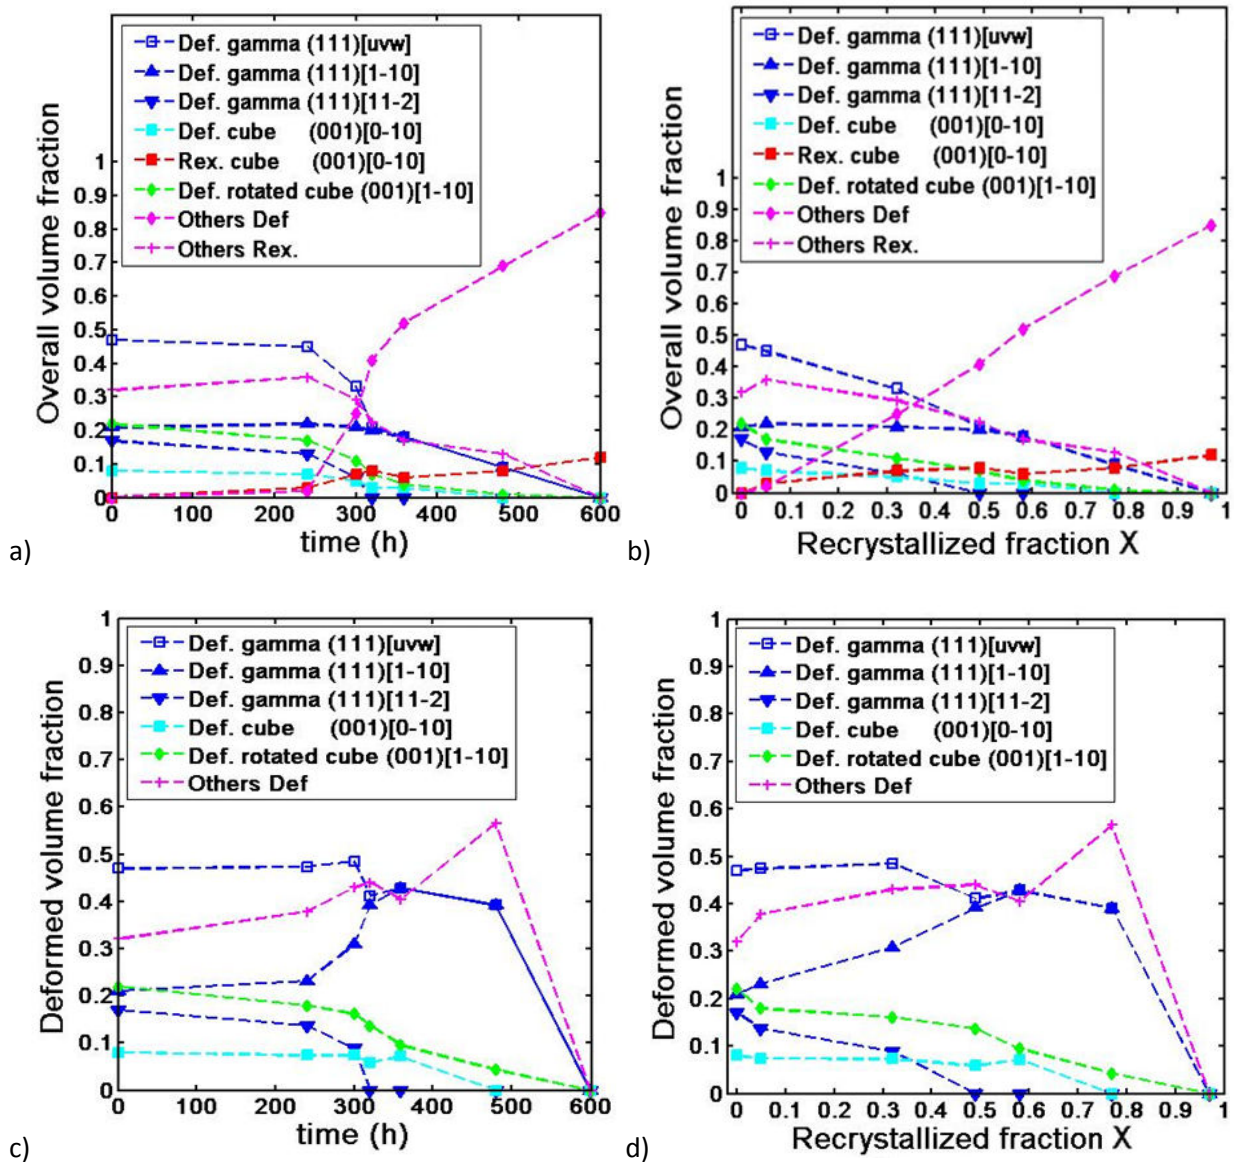 Overall volume fraction
1
0.9
0.8
0.7
0.6
0.5
0.4
0.3
0.2
0.1
0
Def. gamma (111)[uvw]
Def. gamma (111)[1-10]
Def. gamma (111)[11-2]
Def. cube (001)[0-10]
Rex. cube (001)[0-10]
Def. rotated cube (001)[1-10]
Others Def
Others Rex.
0 100 200 300 400 500 600
time (h)
a)
Overall volume fraction
1
0.9
0.8
0.7
0.6
0.5
0.4
0.3
0.2
0.1
0
Def. gamma (111)[uvw]
Def. gamma (111)[1-10]
Def. gamma (111)[11-2]
Def. cube (001)[0-10]
Rex. cube (001)[0-10]
Def. rotated cube (001)[1-10]
Others Def
Others Rex.
0 0.1 0.2 0.3 0.4 0.5 0.6 0.7 0.8 0.9 1
Recrystallized fraction X
b)
Deformed volume fraction
1
0.9
0.8
0.7
0.6
0.5
0.4
0.3
0.2
0.1
0
Def. gamma (111)[uvw]
Def. gamma (111)[1-10]
Def. gamma (111)[11-2]
Def. cube (001)[0-10]
Def. rotated cube (001)[1-10]
Others Def
0 100 200 300 400 500 600
time (h)
c)
Deformed volume fraction
1
0.9
0.8
0.7
0.6
0.5
0.4
0.3
0.2
0.1
0
Def. gamma (111)[uvw]
Def. gamma (111)[1-10]
Def. gamma (111)[11-2]
Def. cube (001)[0-10]
Def. rotated cube (001)[1-10]
Others Def
0 0.1 0.2 0.3 0.4 0.5 0.6 0.7 0.8 0.9 1
Recrystallized fraction X
d)